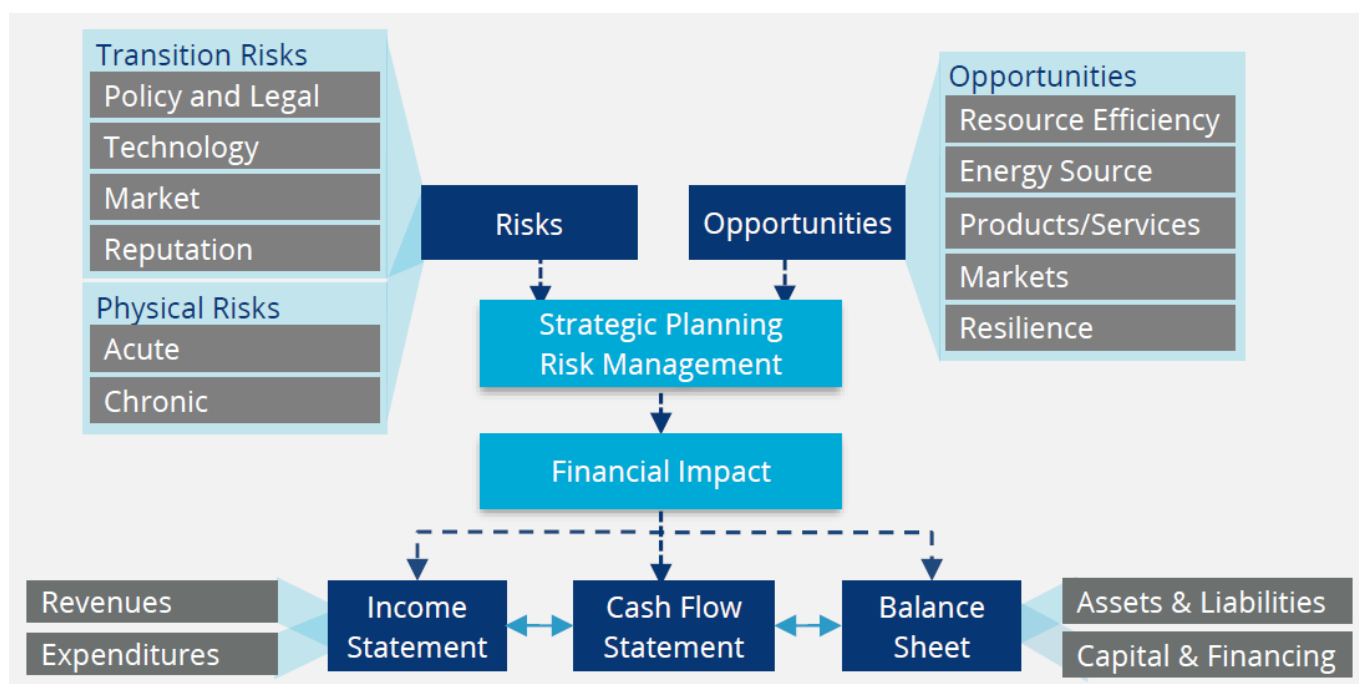 Transition Risks
Policy and Legal
Technology
Market
Reputation
Physical Risks
Acute
Chronic
Risks
Opportunities
Opportunities
Resource Efficiency
Energy Source
Products/Services
Markets
Resilience
Strategic Planning
Risk Management
Financial Impact
Revenues
Expenditures
Income
Statement
Cash Flow
Statement
Balance
Sheet
Assets & Liabilities
Capital & Financing